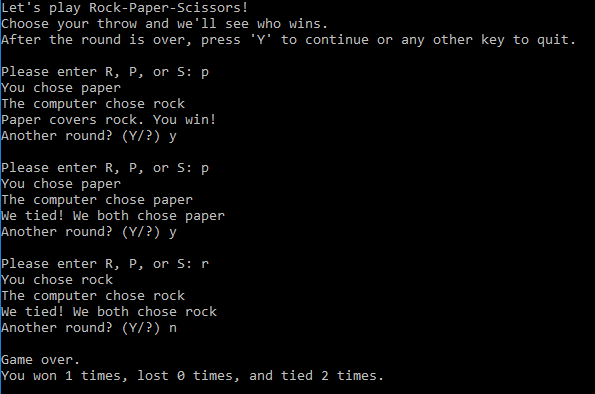 Let's play Rock-Paper-Scissors!
Choose your throw and we'll see who wins.
After the round is over, press 'Y' to continue or any other key to quit.
Please enter R, P, or S: p
You chose paper
The computer chose rock
Paper covers rock. You win!
Another round? (Y/?) y
Please enter R, P, or S: p
You chose paper
The computer chose paper
We tied! We both chose paper
Another round? (Y/?) y
Please enter R, P, or S: r
You chose rock
The computer chose rock
We tied! We both chose rock
Another round? (Y/?) n
Game over.
You won 1 times, lost 0 times, and tied 2 times.